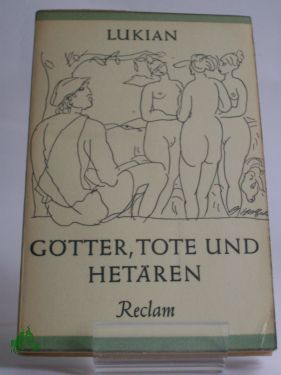 LUKIAN
GÖTTER, TOTE UND
HETÄREN
Reclam